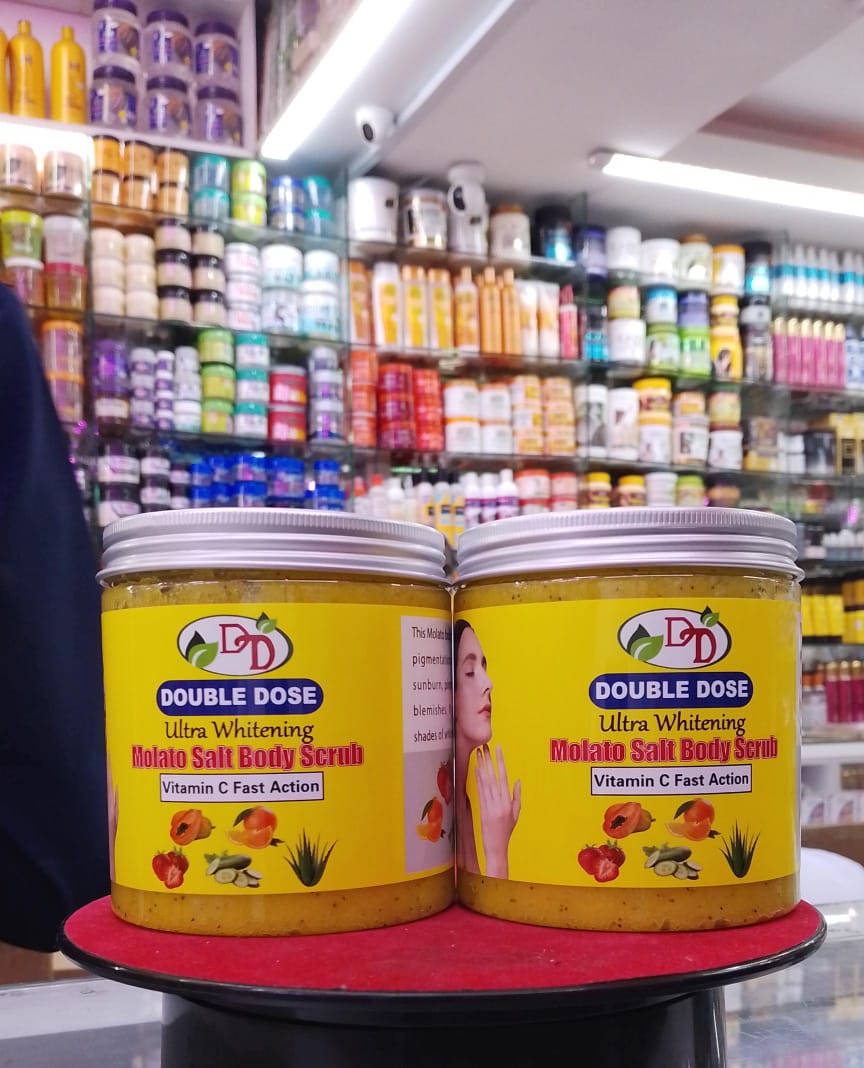 DD
DOUBLE DOSE
Ultra Whitening
Molato Salt Body Scrub
Vitamin C Fast Action
This Molato
pigmentation
sunburn,
blemishes.
shades of
DD
DOUBLE DOSE
Ultra Whitening
Molato Salt Body Scrub
Vitamin C Fast Action